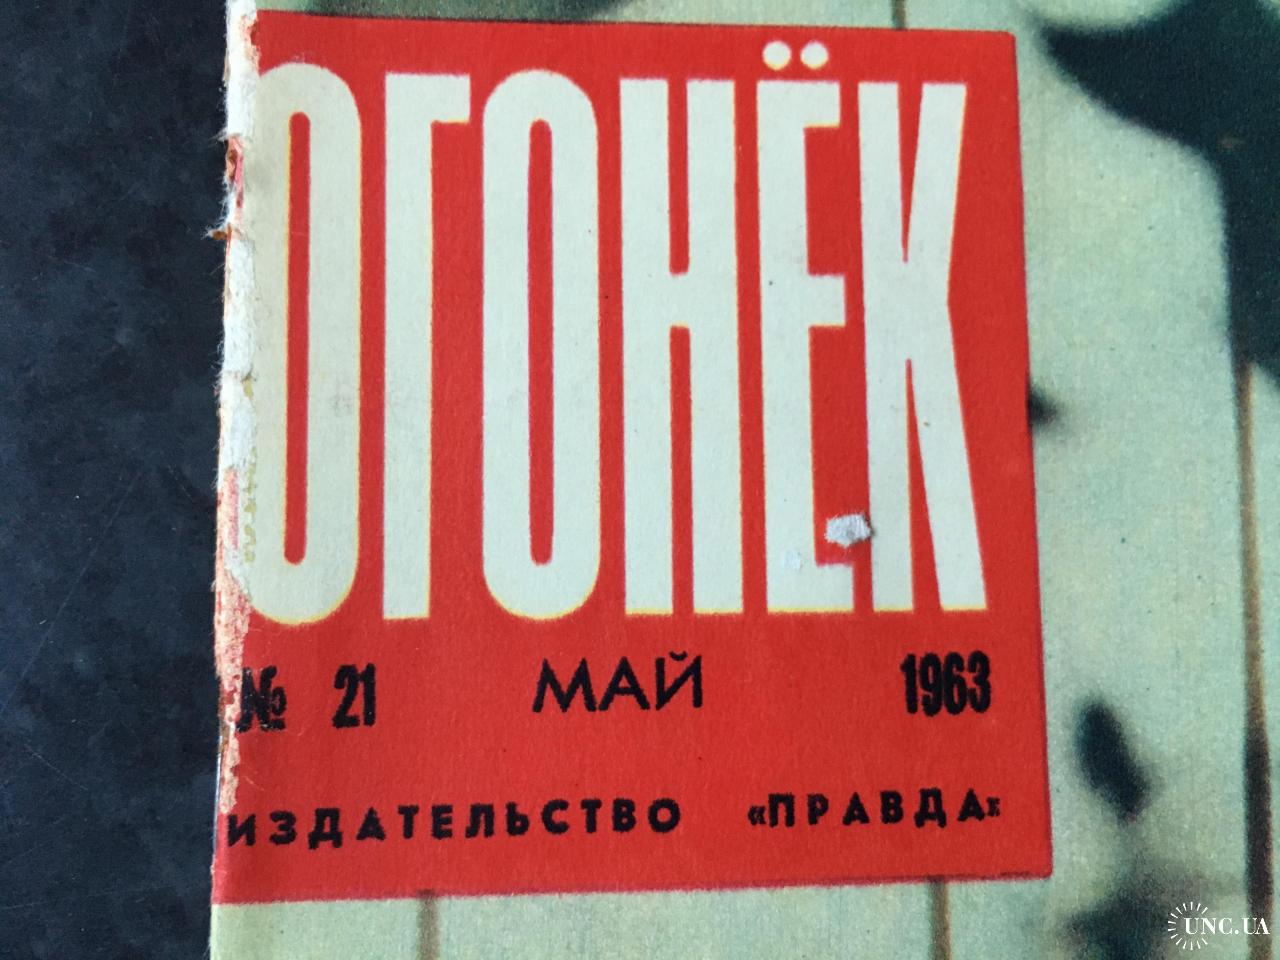 ОГОНЁК
№ 21 МАЙ 1963
ИЗДАТЕЛЬСТВО «ПРАВДА»
UNC.UA